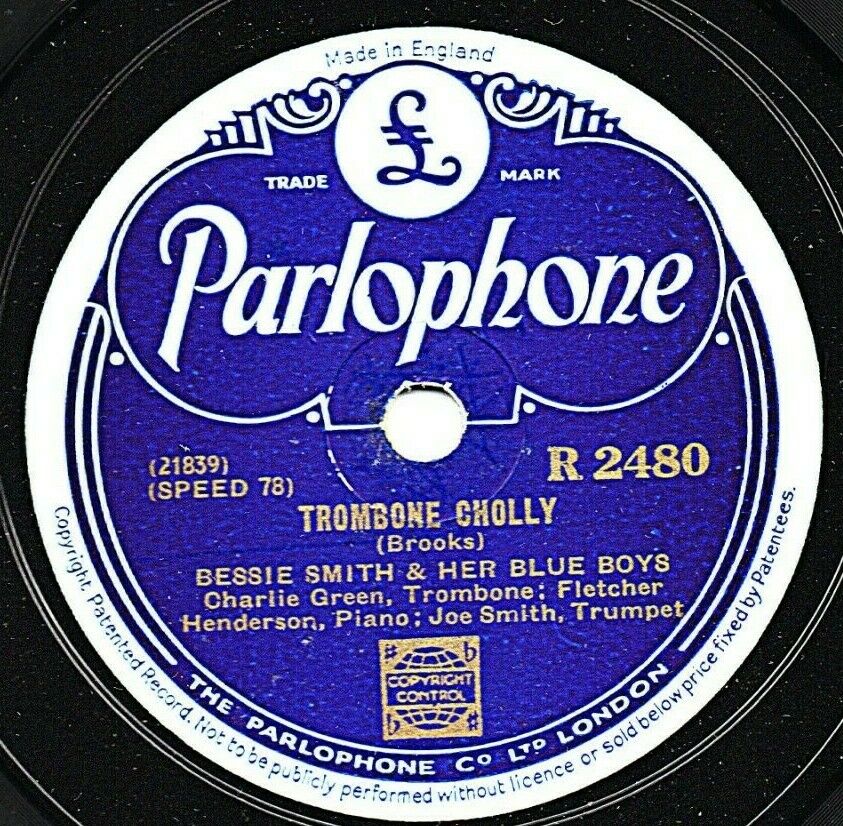 Made in England
£
TRADE MARK
Parlophone
(21839)
R 2480
(SPEED 78)
TROMBONE CHOLLY
(Brooks)
BESSIE SMITH & HER BLUE BOYS
Charlie Green, Trombone; Fletcher
Henderson, Piano; Joe Smith, Trumpet
COPYRIGHT
CONTROL
THE PARLOPHONE CO LTD LONDON
Copyright Patented Record. Not to be publicly performed without licence or sold below price fixed by Patentees.